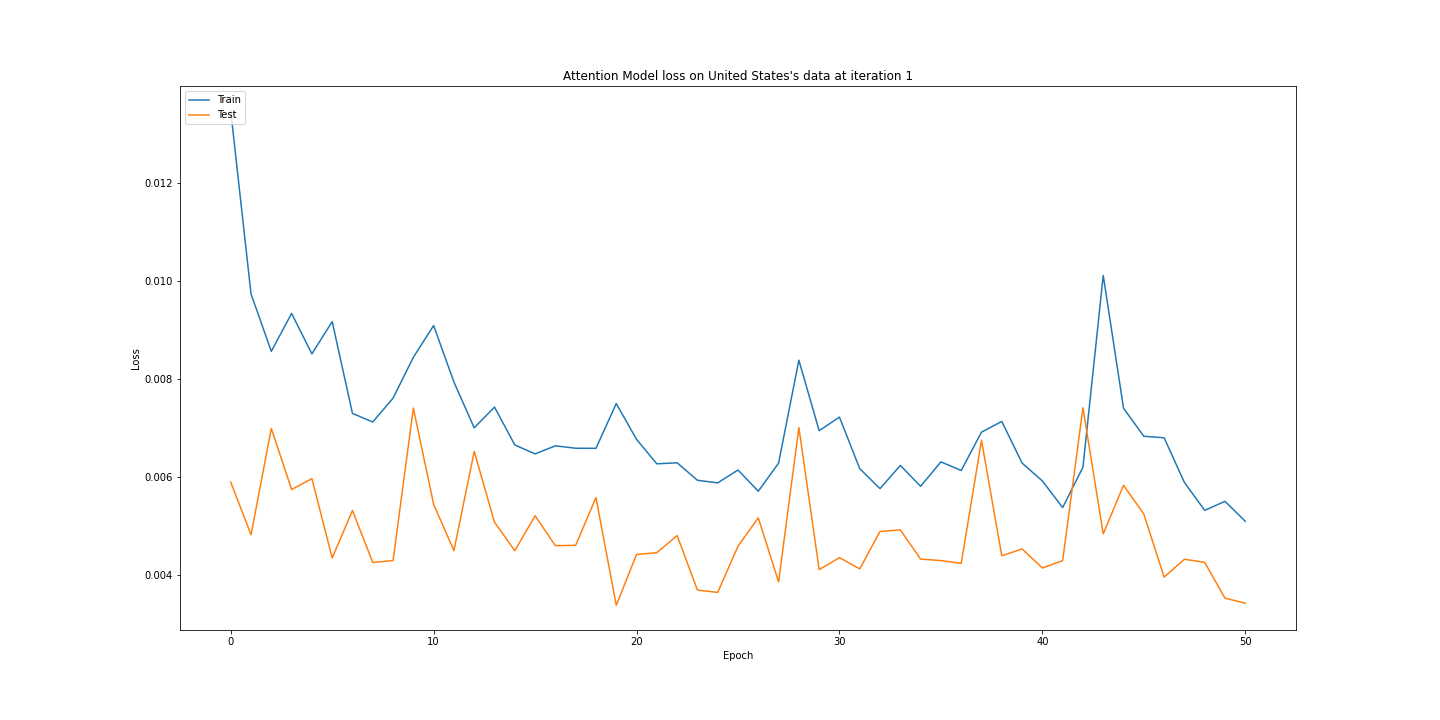 Attention Model loss on United States's data at iteration 1
Train
Test
0.012
0.010
0.008
0.006
0.004
Loss
0 10 20 30 40 50
Epoch